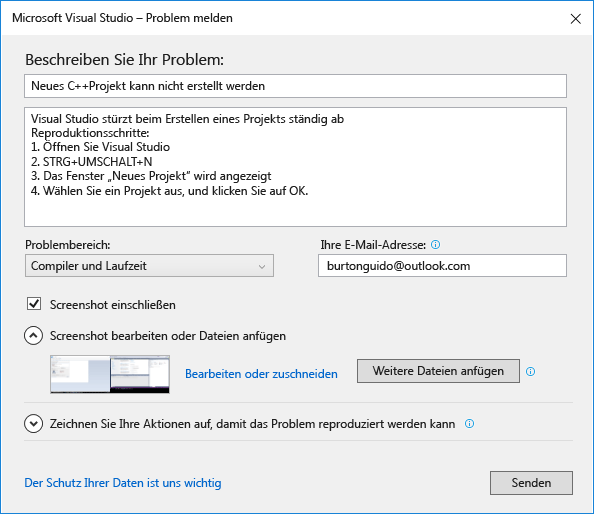 Microsoft Visual Studio – Problem melden
Beschreiben Sie Ihr Problem:
Neues C++Projekt kann nicht erstellt werden
Visual Studio stürzt beim Erstellen eines Projekts ständig ab
Reproduktionsschritte:
1. Öffnen Sie Visual Studio
2. STRG+UMSCHALT+N
3. Das Fenster „Neues Projekt“ wird angezeigt
4. Wählen Sie ein Projekt aus, und klicken Sie auf OK.
Problembereich:
Ihre E-Mail-Adresse:
Compiler und Laufzeit
burtonguido@outlook.com
Screenshot einschließen
Screenshot bearbeiten oder Dateien anfügen
Bearbeiten oder zuschneiden
Weitere Dateien anfügen
Zeichnen Sie Ihre Aktionen auf, damit das Problem reproduziert werden kann
Der Schutz Ihrer Daten ist uns wichtig
Senden